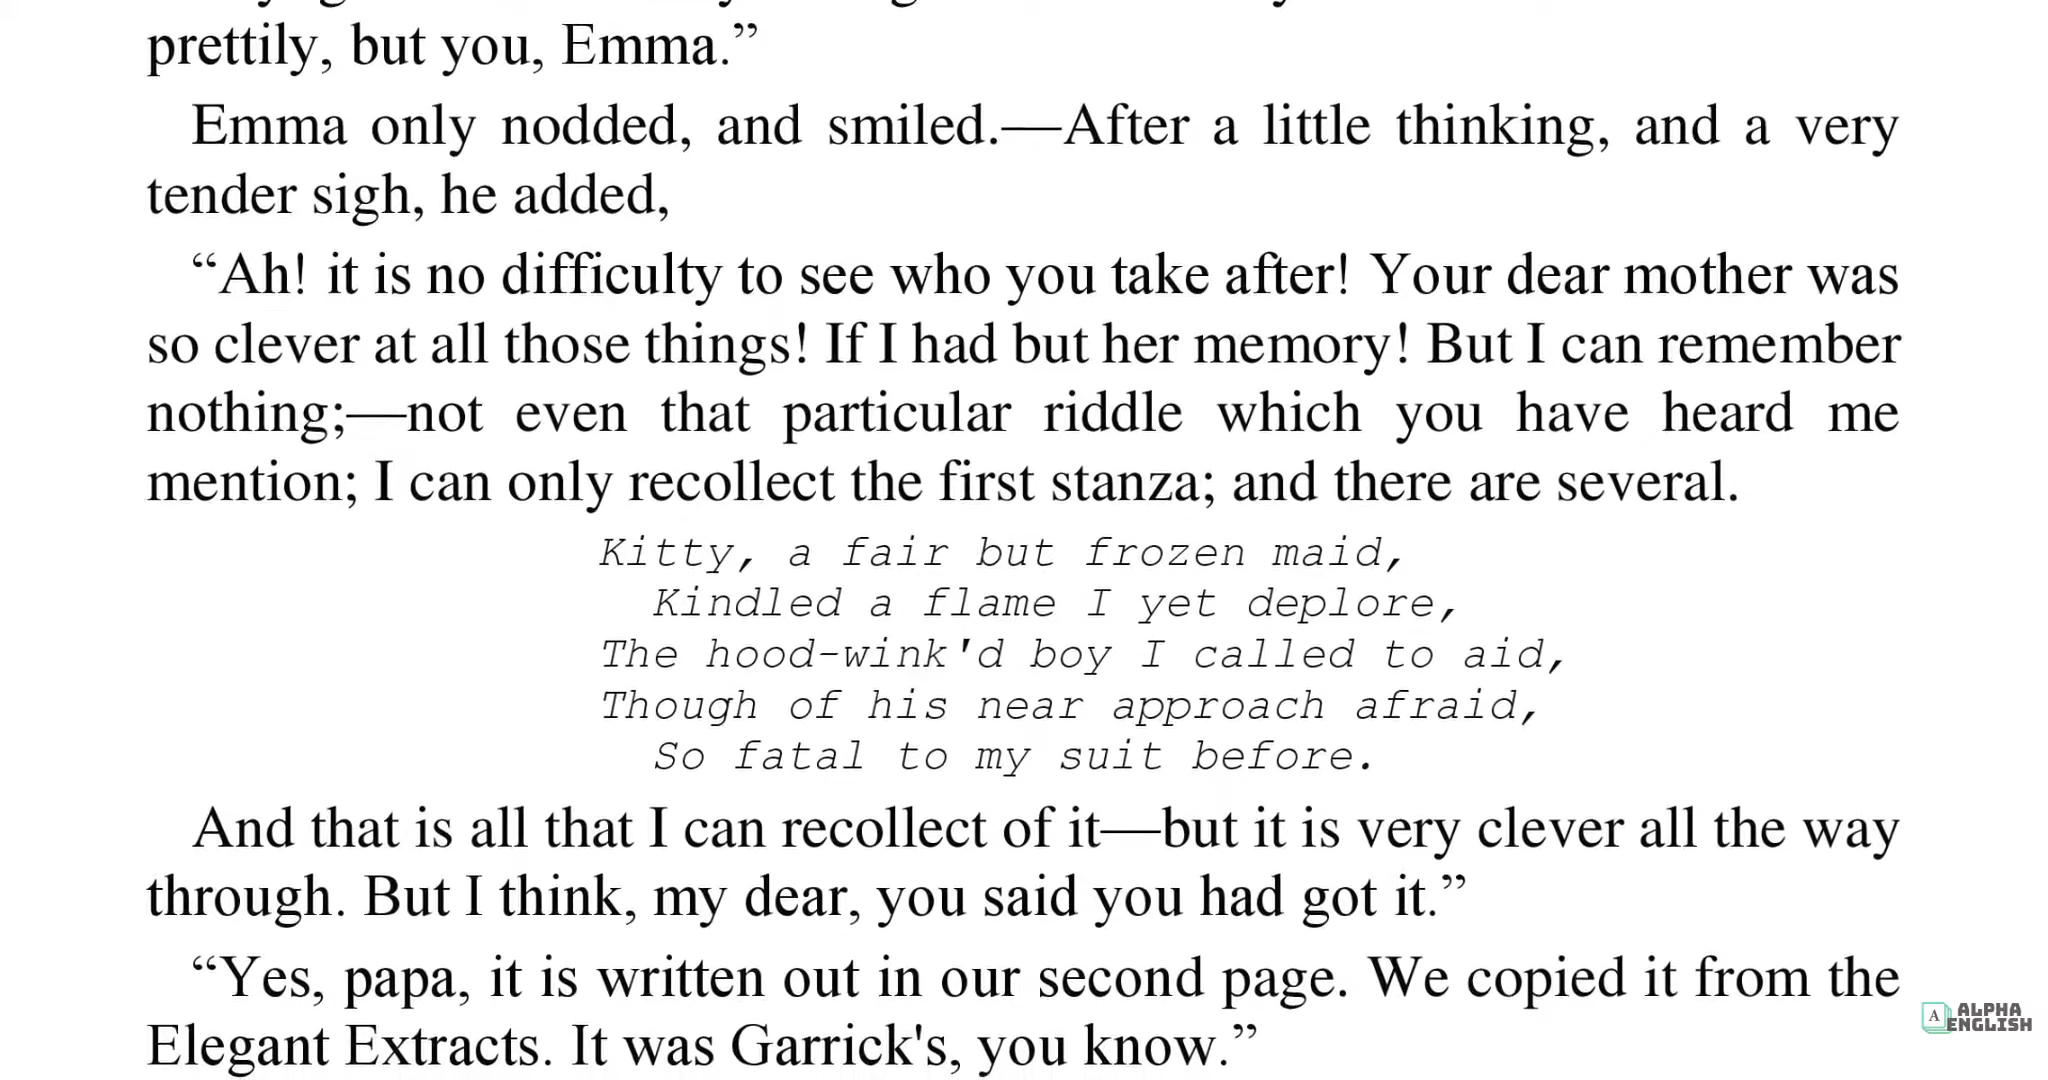 prettily, but you, Emma.”
Emma only nodded, and smiled.—After a little thinking, and a very
tender sigh, he added,
“Ah! it is no difficulty to see who you take after! Your dear mother was
so clever at all those things! If I had but her memory! But I can remember
nothing;—not even that particular riddle which you have heard me
mention; I can only recollect the first stanza; and there are several.
Kitty, a fair but frozen maid,
Kindled a flame I yet deplore,
The hood-wink'd boy I called to aid,
Though of his near approach afraid,
So fatal to my suit before.
And that is all that I can recollect of it—but it is very clever all the way
through. But I think, my dear, you said you had got it.”
“Yes, papa, it is written out in our second page. We copied it from the
Elegant Extracts. It was Garrick's, you know.”
A ALPHA
ENGLISH